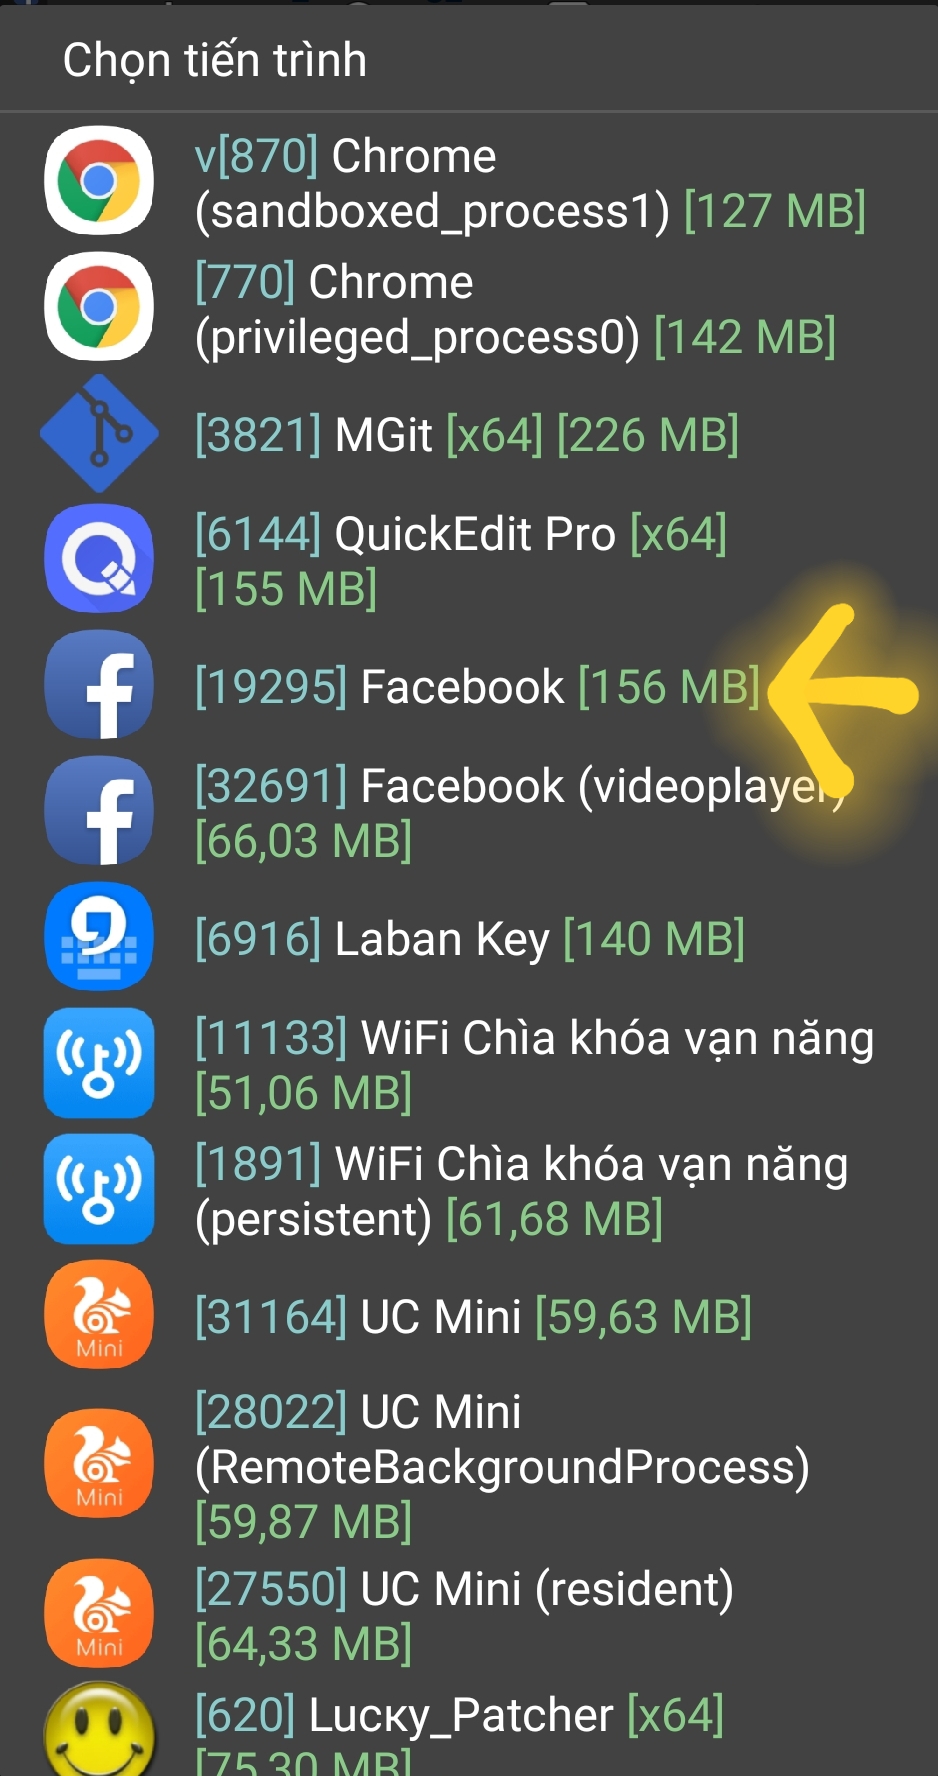 Chọn tiến trình
v[870] Chrome
(sandboxed_process1) [127 MB]
[770] Chrome
(privileged_process0) [142 MB]
[3821] MGit [x64] [226 MB]
[6144] QuickEdit Pro [x64]
[155 MB]
[19295] Facebook [156 MB]
[32691] Facebook (videoplayer)
[66,03 MB]
[6916] Laban Key [140 MB]
[11133] WiFi Chìa khóa vạn năng
[51,06 MB]
[1891] WiFi Chìa khóa vạn năng
(persistent) [61,68 MB]
[31164] UC Mini [59,63 MB]
Mini
[28022] UC Mini
(RemoteBackgroundProcess)
Mini
[59,87 MB]
[27550] UC Mini (resident)
Mini
[64,33 MB]
[620] Lucкy_Patcher [x64]
[75,30 MB]